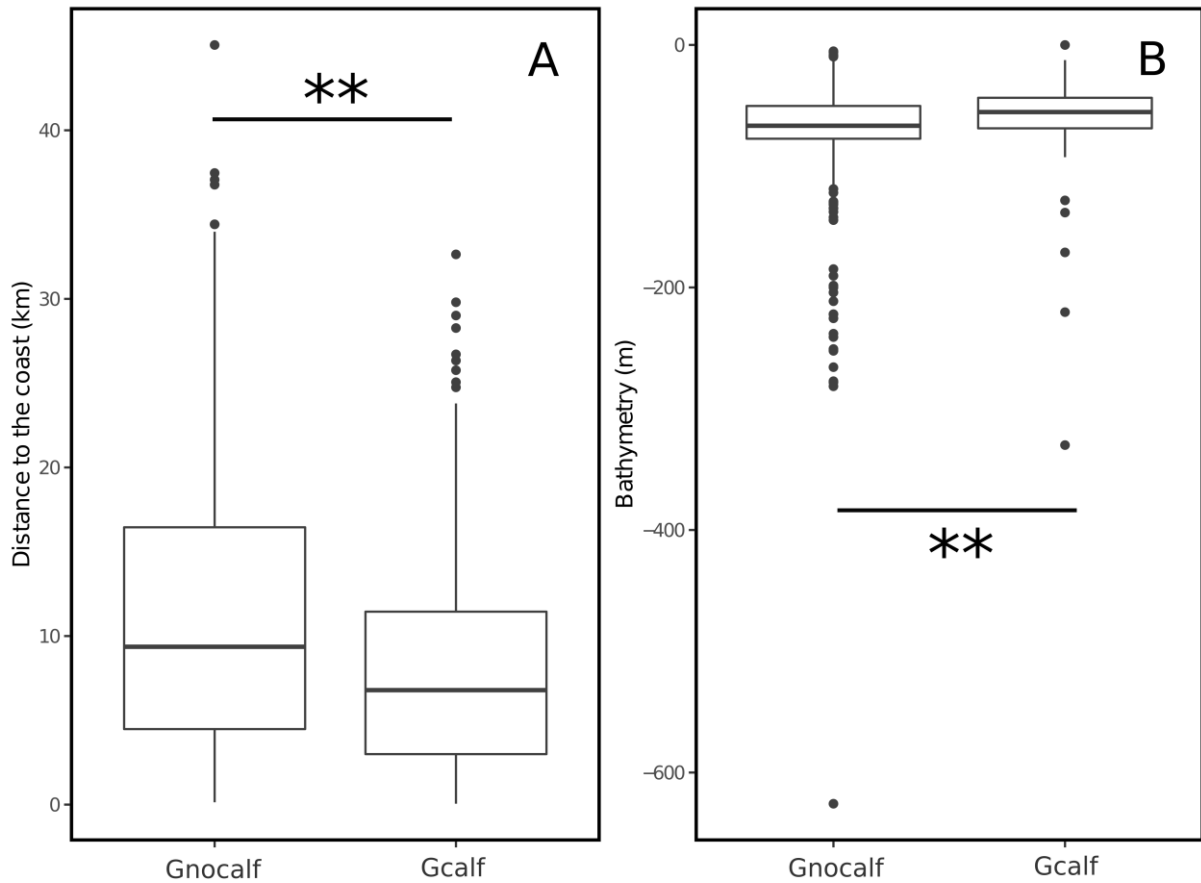 A
**
Distance to the coast (km)
40
30
20
10
0
Gnocalf
Gcalf
B
Bathymetry (m)
0
−200
−400
−600
**
Gnocalf
Gcalf